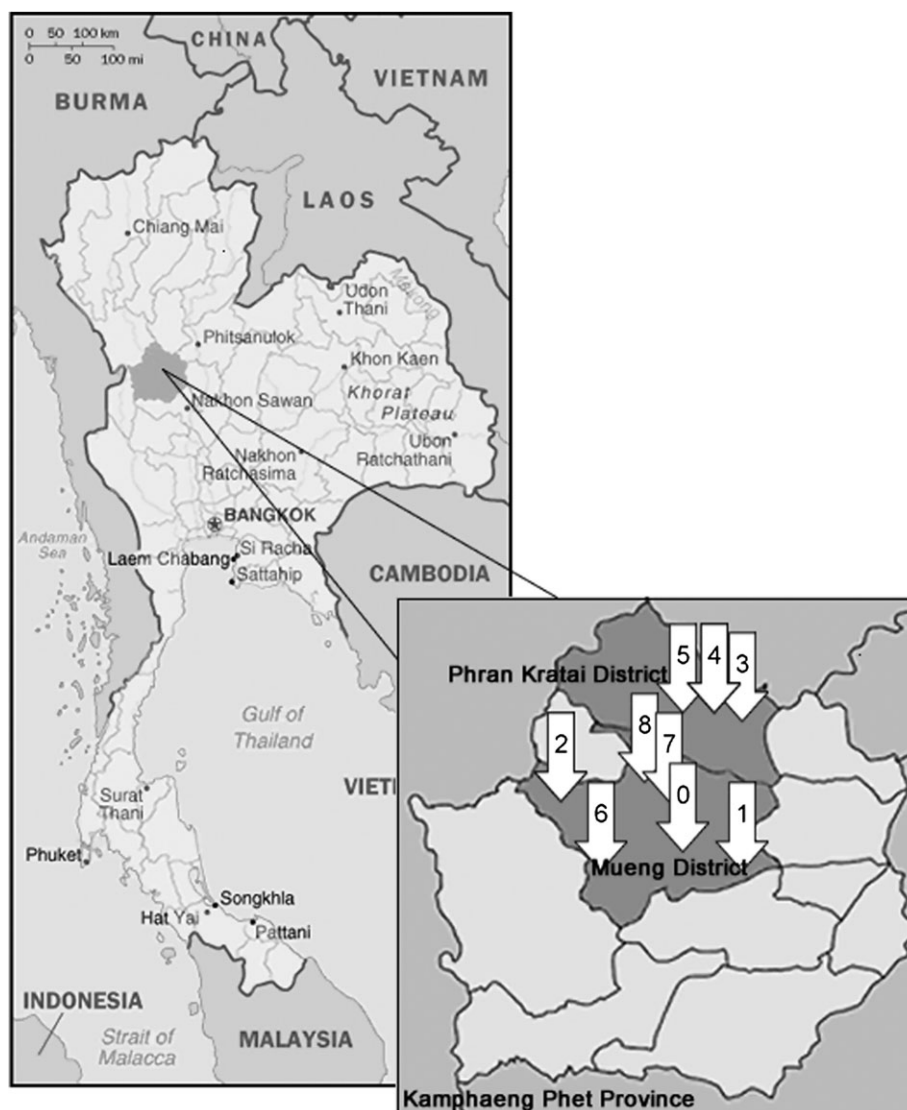 0 50 100 km
0 50 100 mi
CHINA
VIETNAM
BURMA
LAOS
Chiang Mai
Mekong
Udon
Thani
Phitsanulok
Khon Kaen
Khorat
Plateau
Nakhon Sawan
Ubon
Ratchathani
Nakhon
Ratchasima
BANGKOK
Andaman
Sea
Si Racha
Laem Chabang
Sattahip
CAMBODIA
Gulf of
Thailand
VIET
Surat
Thani
Phuket
Songkhla
Hat Yai
Pattani
INDONESIA
Strait of
Malacca
MALAYSIA
Phran Kratai District
5
4
3
8
7
2
0
6
1
Mueng District
Kamphaeng Phet Province